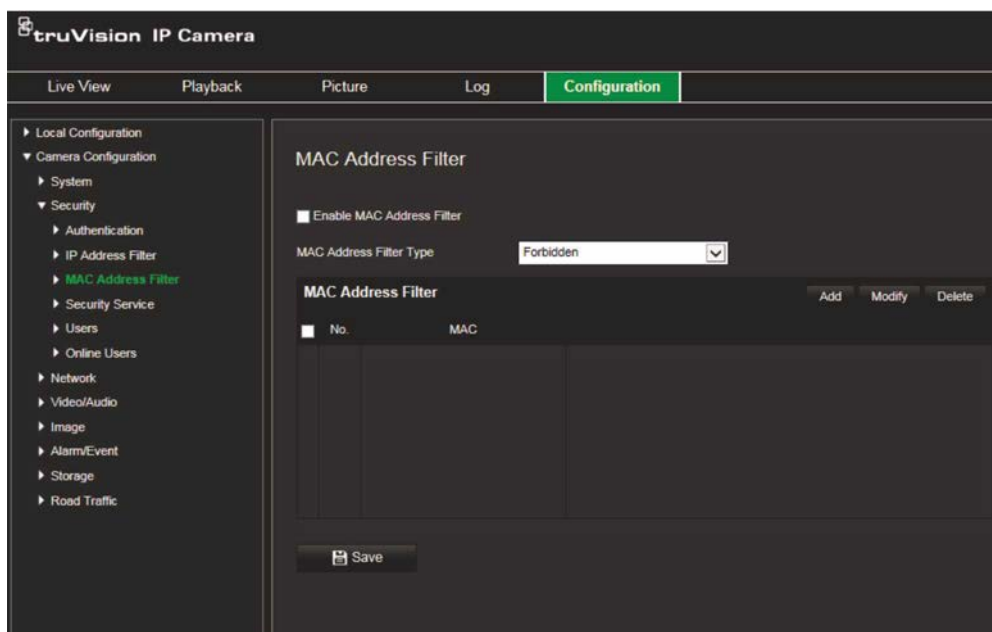 truVision IP Camera
Live View Playback Picture Log Configuration
Local Configuration
Camera Configuration
System
Security
Authentication
IP Address Filter
MAC Address Filter
Security Service
Users
Online Users
Network
Video/Audio
Image
Alarm/Event
Storage
Road Traffic
MAC Address Filter
Enable MAC Address Filter
MAC Address Filter Type Forbidden
MAC Address Filter Add Modify Delete
No. MAC
Save